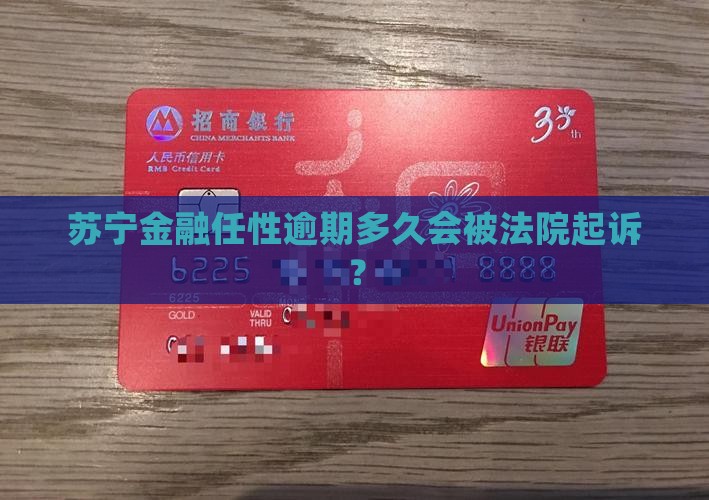 招商银行
CHINA MERCHANTS BANK
30th
人民币信用卡
RMB Credit Card
苏宁金融任性逾期多久会被法院起诉
？
6225 8888
6225
GOLD
VALID
THRU
UnionPay
银联